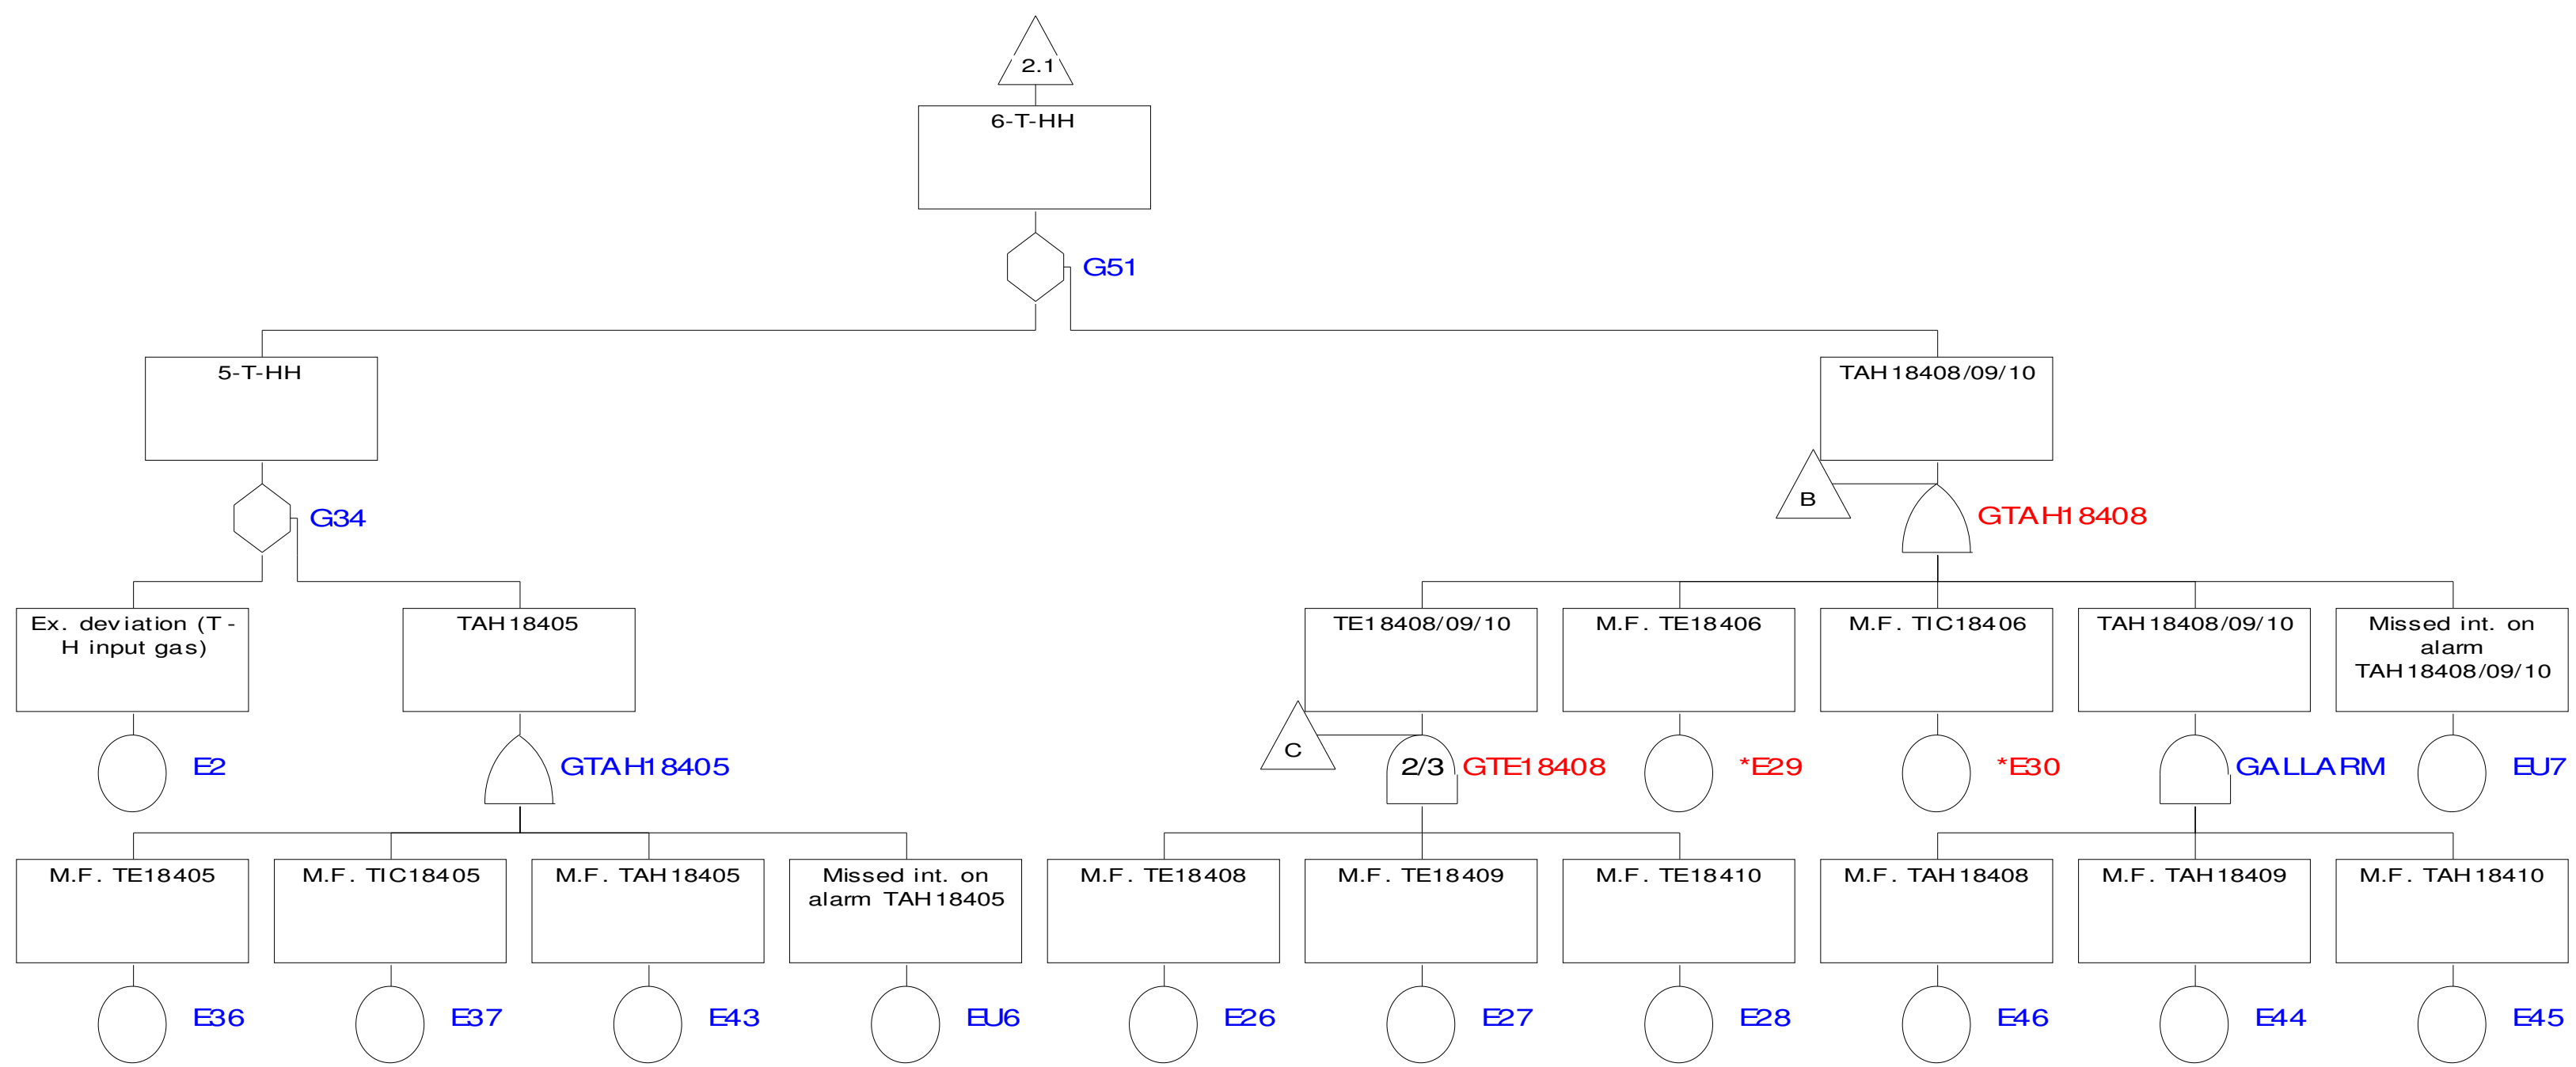 2.1
6-T-HH
G51
5-T-HH
TAH18408/09/10
G34
B
GTAH18408
Ex. deviation (T -
H input gas)
TAH18405
TE18408/09/10
M.F. TE18406
M.F. TIC18406
TAH18408/09/10
Missed int. on
alarm
TAH18408/09/10
E2
GTAH18405
C
2/3
GTE18408
*E29
*E30
GALLARM
EU7
M.F. TE18405
M.F. TIC18405
M.F. TAH18405
Missed int. on
alarm TAH18405
M.F. TE18408
M.F. TE18409
M.F. TE18410
M.F. TAH18408
M.F. TAH18409
M.F. TAH18410
E36
E37
E43
EU6
E26
E27
E28
E46
E44
E45